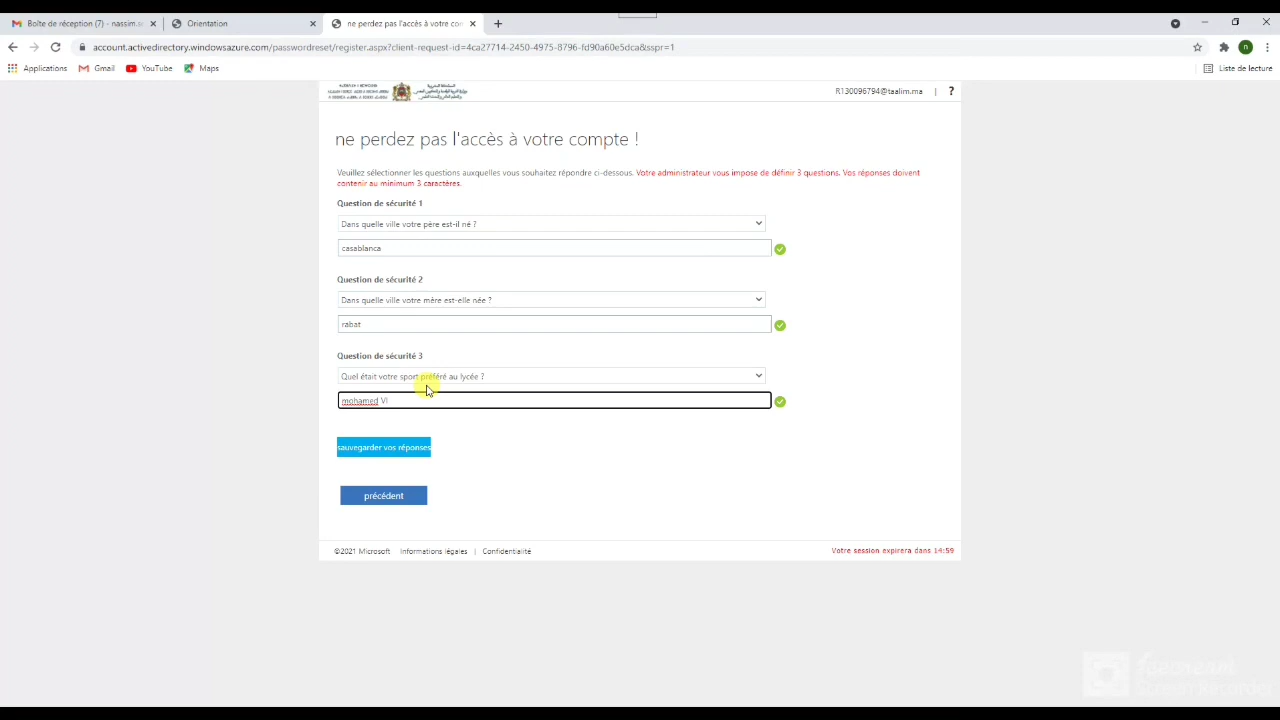 Boîte de réception (7) - nassim.er
Orientation
ne perdez pas l'accès à votre com
account.activedirectory.windowsazure.com/passwordreset/register.aspx?client-request-id=4ca27714-2450-4975-8796-fd90a60e5dca&sspr=1
n
Applications
Gmail
YouTube
Maps
Liste de lecture
R130096794@taalim.ma | ?
ne perdez pas l'accès à votre compte !
Veuillez sélectionner les questions auxquelles vous souhaitez répondre ci-dessous. Votre administrateur vous impose de définir 3 questions. Vos réponses doivent
contenir au minimum 3 caractères.
Question de sécurité 1
Dans quelle ville votre père est-il né ?
casablanca
Question de sécurité 2
Dans quelle ville votre mère est-elle née ?
rabat
Question de sécurité 3
Quel était votre sport préféré au lycée ?
mohamed VI
sauvegarder vos réponses
précédent
©2021 Microsoft Informations légales | Confidentialité
Votre session expirera dans 14:59